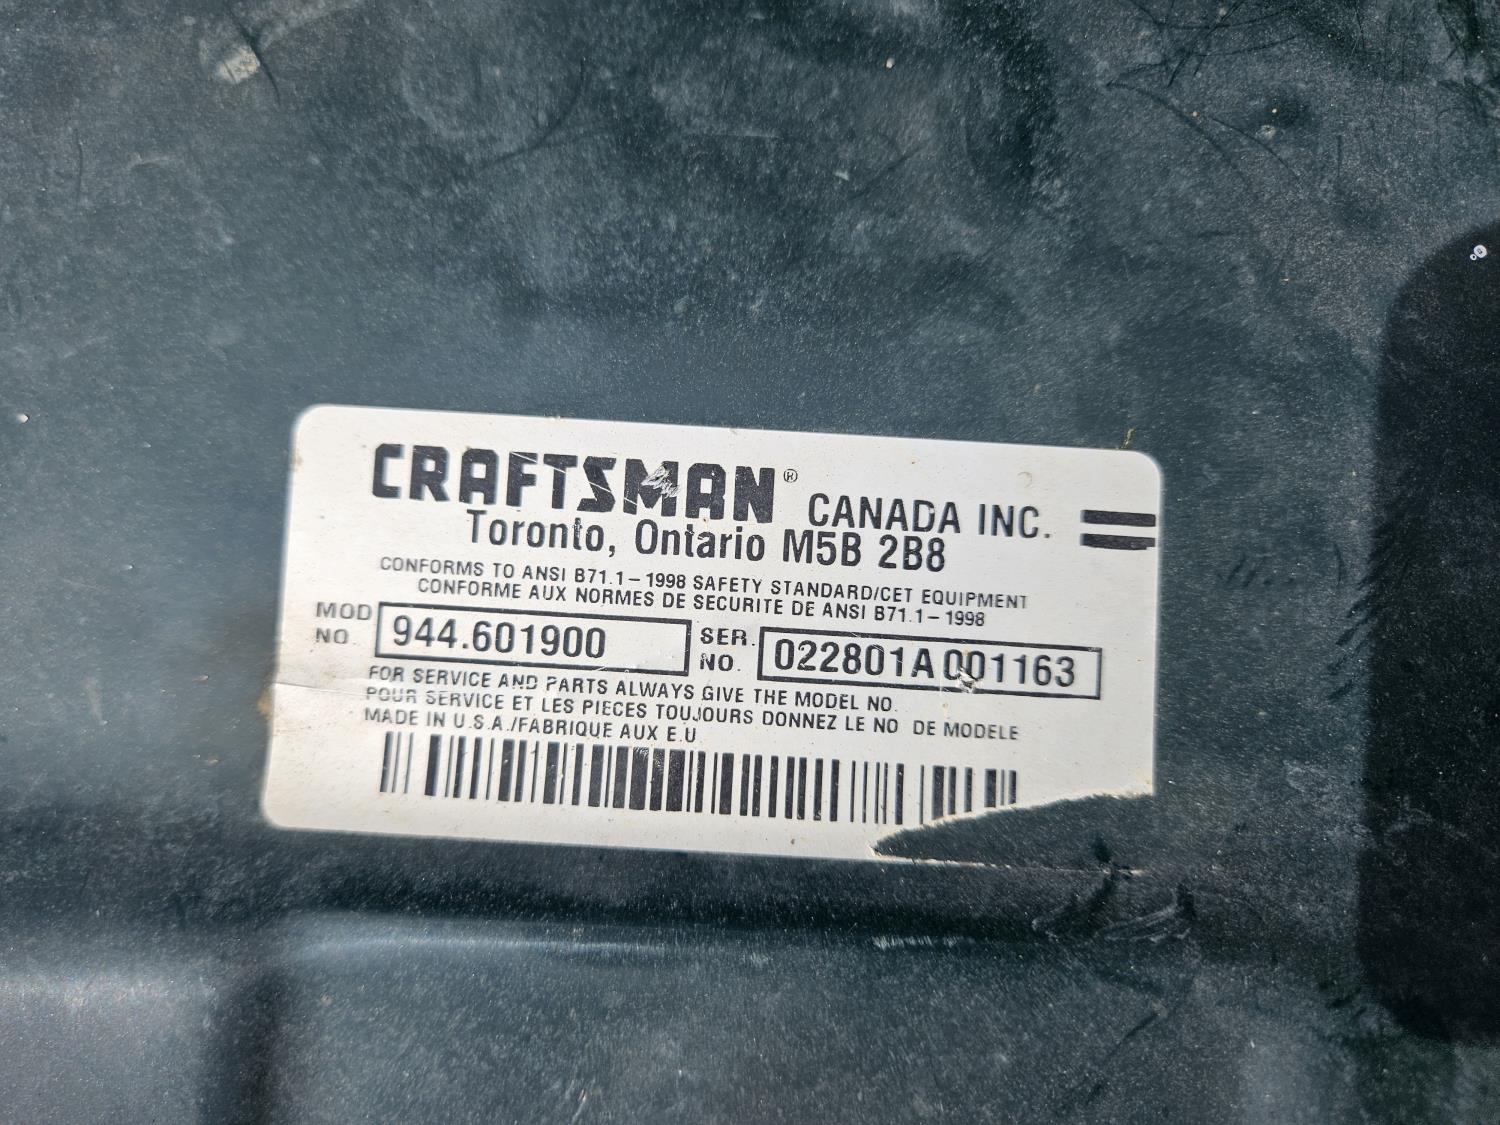 CRAFTSMAN® CANADA INC.
Toronto, Ontario M5B 2B8
CONFORMS TO ANSI B71.1-1998 SAFETY STANDARD/CET EQUIPMENT
CONFORME AUX NORMES DE SECURITE DE ANSI B71.1-1998
MOD NO. 944.601900 SER. NO. 022801A001163
FOR SERVICE AND PARTS ALWAYS GIVE THE MODEL NO.
POUR SERVICE ET LES PIECES TOUJOURS DONNEZ LE NO DE MODELE
MADE IN U.S.A./FABRIQUE AUX E.U.